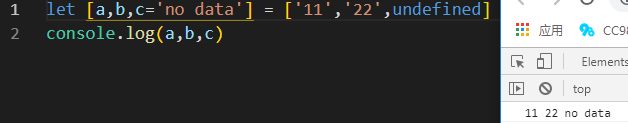 1 let [a,b,c='no data'] = ['11','22',undefined]
2 console.log(a,b,c)
应用 CC98
Elements
top
11 22 no data